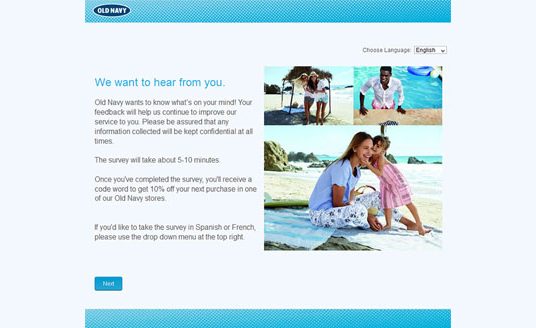 OLD NAVY
Choose Language: English
We want to hear from you.
Old Navy wants to know what's on your mind! Your
feedback will help us continue to improve our
service to you. Please be assured that any
information collected will be kept confidential at all
times.
The survey will take about 5-10 minutes.
Once you've completed the survey, you'll receive a
code word to get 10% off your next purchase in one
of our Old Navy stores.
If you'd like to take the survey in Spanish or French,
please use the drop down menu at the top right.
Next